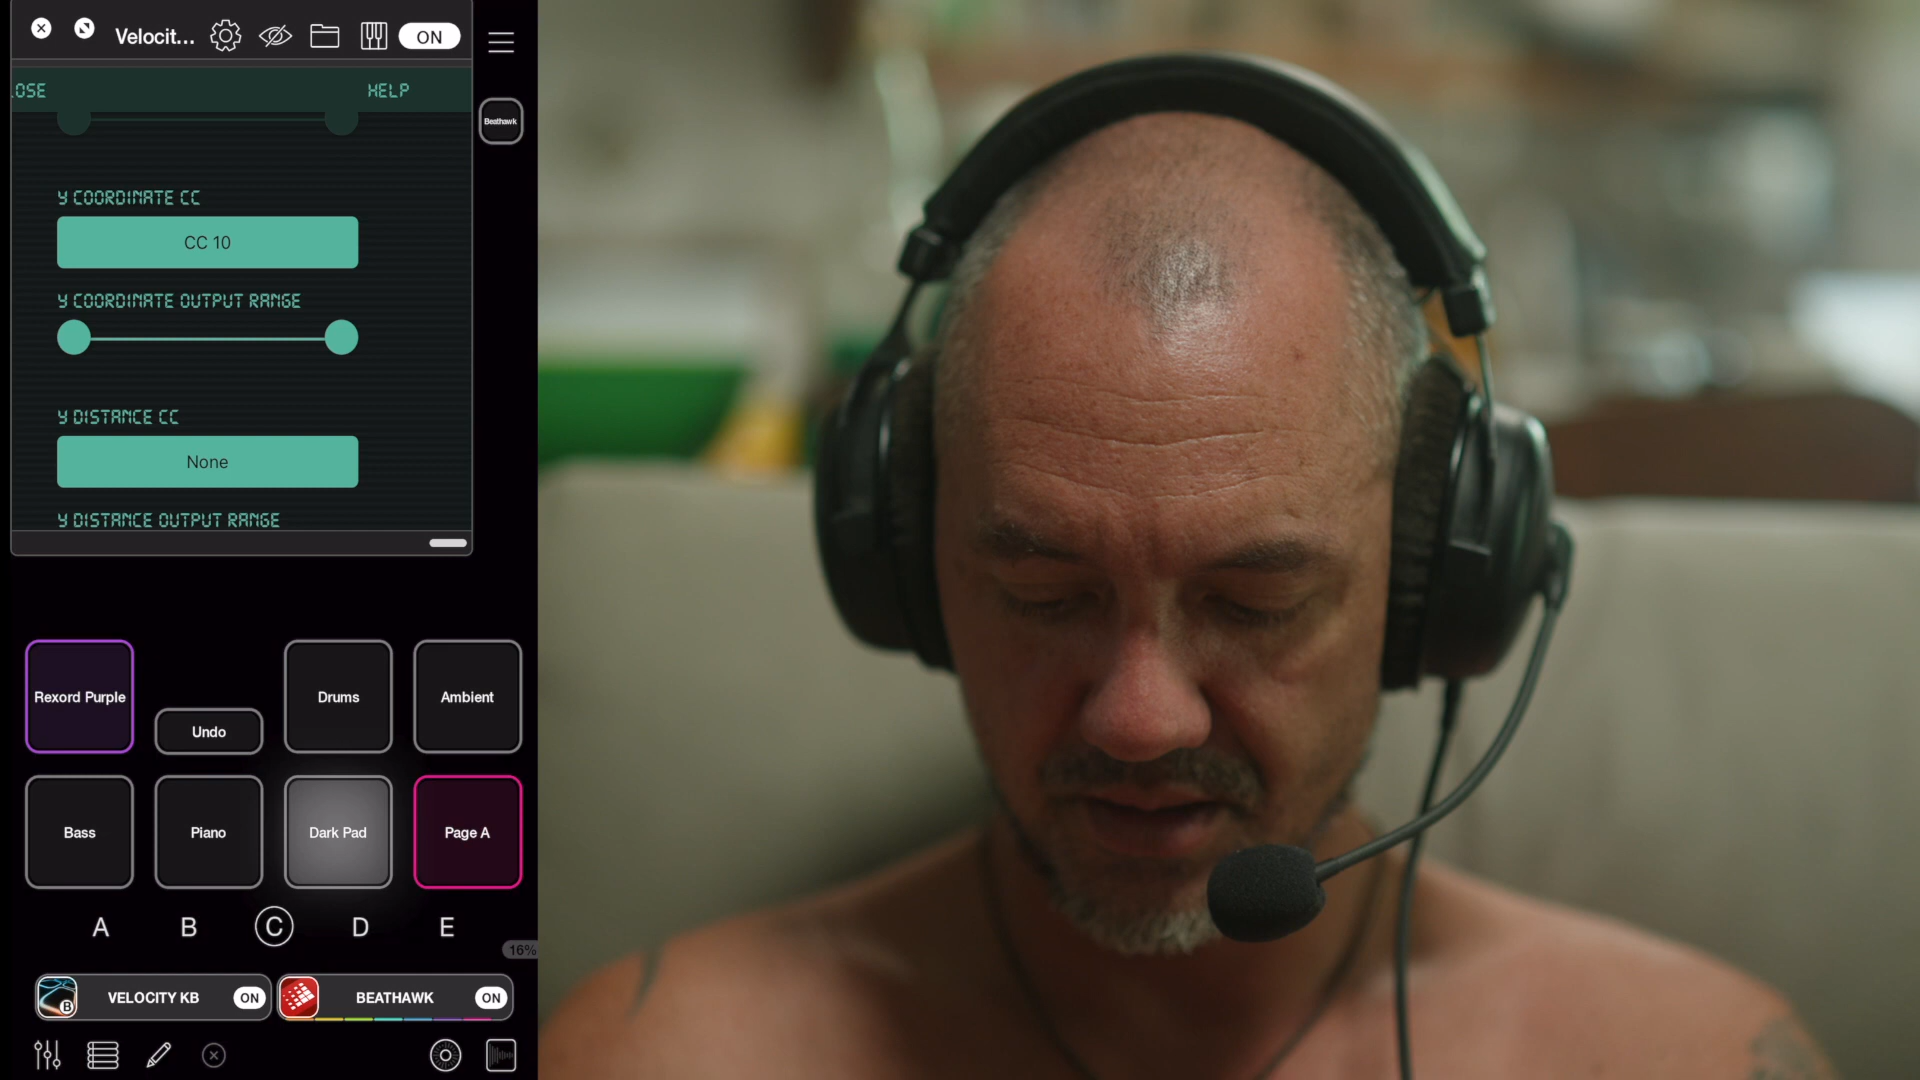 Velocit...
ON
.OSE
HELP
Beathawk
Y COORDINATE CC
CC 10
Y COORDINATE OUTPUT RANGE
Y DISTANCE CC
None
Y DISTANCE OUTPUT RANGE
Rexord Purple
Undo
Drums
Ambient
Bass
Piano
Dark Pad
Page A
A
B
C
D
E
16%
B
VELOCITY KB
ON
BEATHAWK
ON